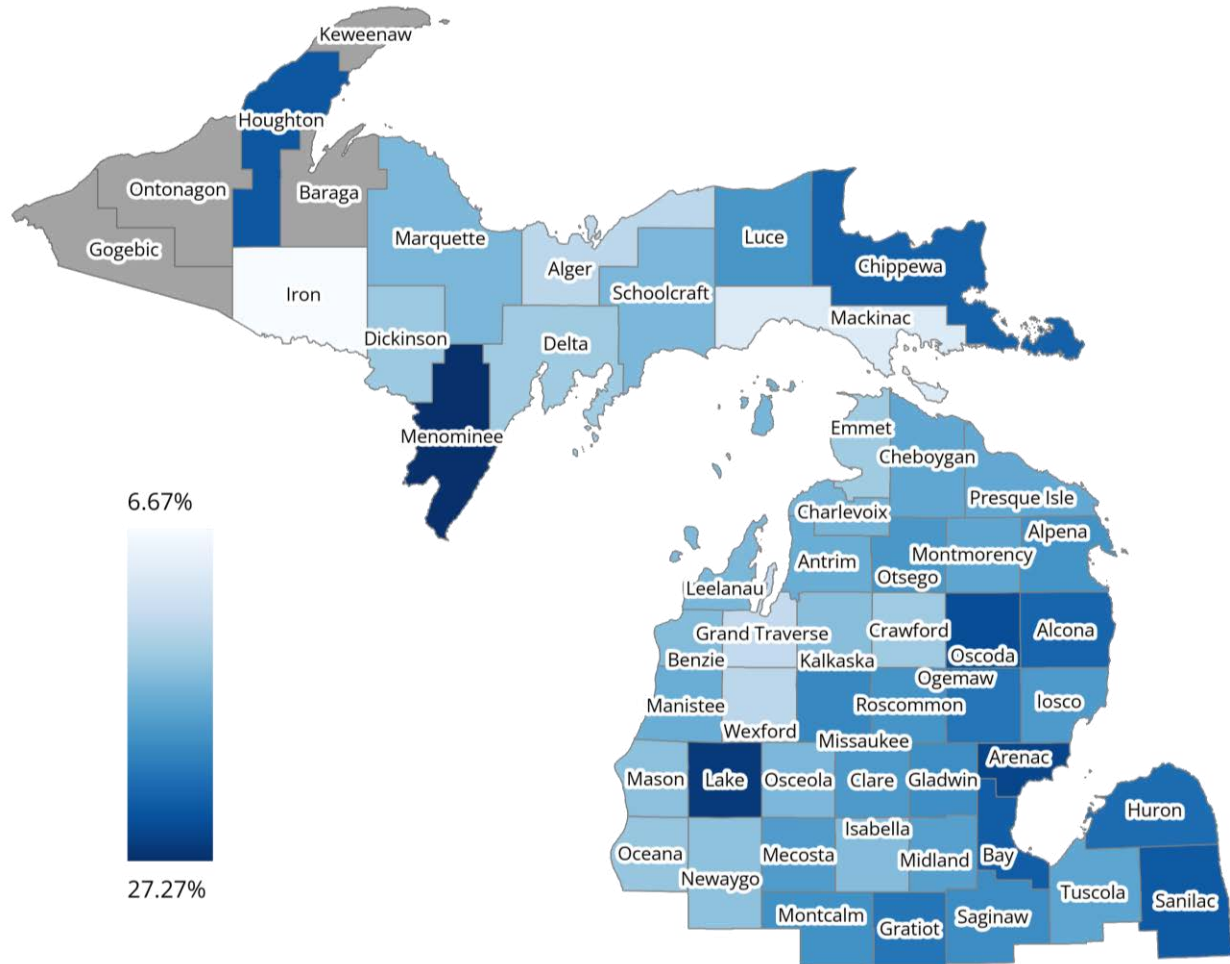 Keweenaw
Houghton
Ontonagon
Baraga
Gogebic
Marquette
Luce
Alger
Chippewa
Iron
Schoolcraft
Mackinac
Dickinson
Delta
Menominee
Emmet
Cheboygan
6.67%
Presque Isle
Charlevoix
Alpena
Montmorency
Antrim
Otsego
Leelanau
Grand Traverse
Crawford
Alcona
Benzie
Kalkaska
Oscoda
Ogemaw
Manistee
Roscommon
Iosco
Wexford
Missaukee
Arenac
Mason
Lake
Osceola
Clare
Gladwin
Huron
Isabella
Oceana
Mecosta
Midland
Bay
Newaygo
27.27%
Tuscola
Sanilac
Montcalm
Saginaw
Gratiot